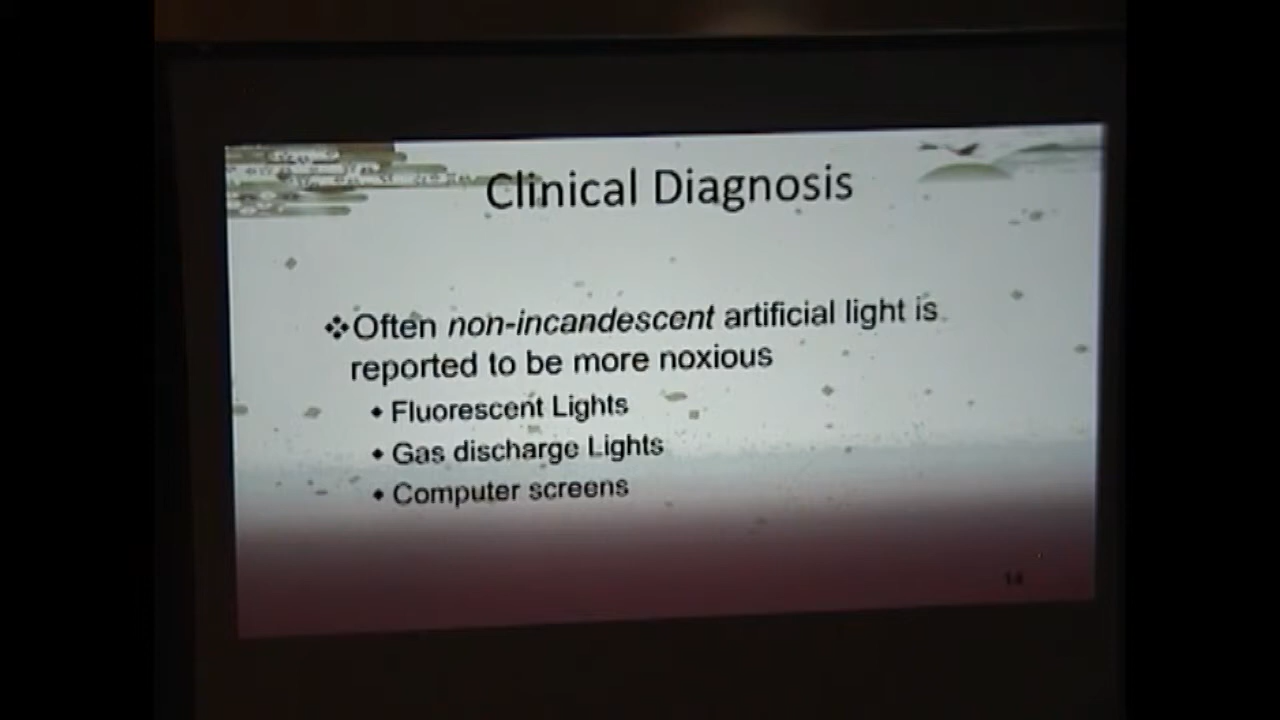 Clinical Diagnosis
❖Often non-incandescent artificial light is
reported to be more noxious
• Fluorescent Lights
• Gas discharge Lights
• Computer screens
14